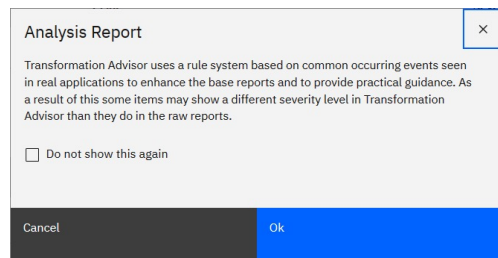 Analysis Report
Transformation Advisor uses a rule system based on common occurring events seen
in real applications to enhance the base reports and to provide practical guidance. As
a result of this some items may show a different severity level in Transformation
Advisor than they do in the raw reports.
Do not show this again
Cancel
Ok